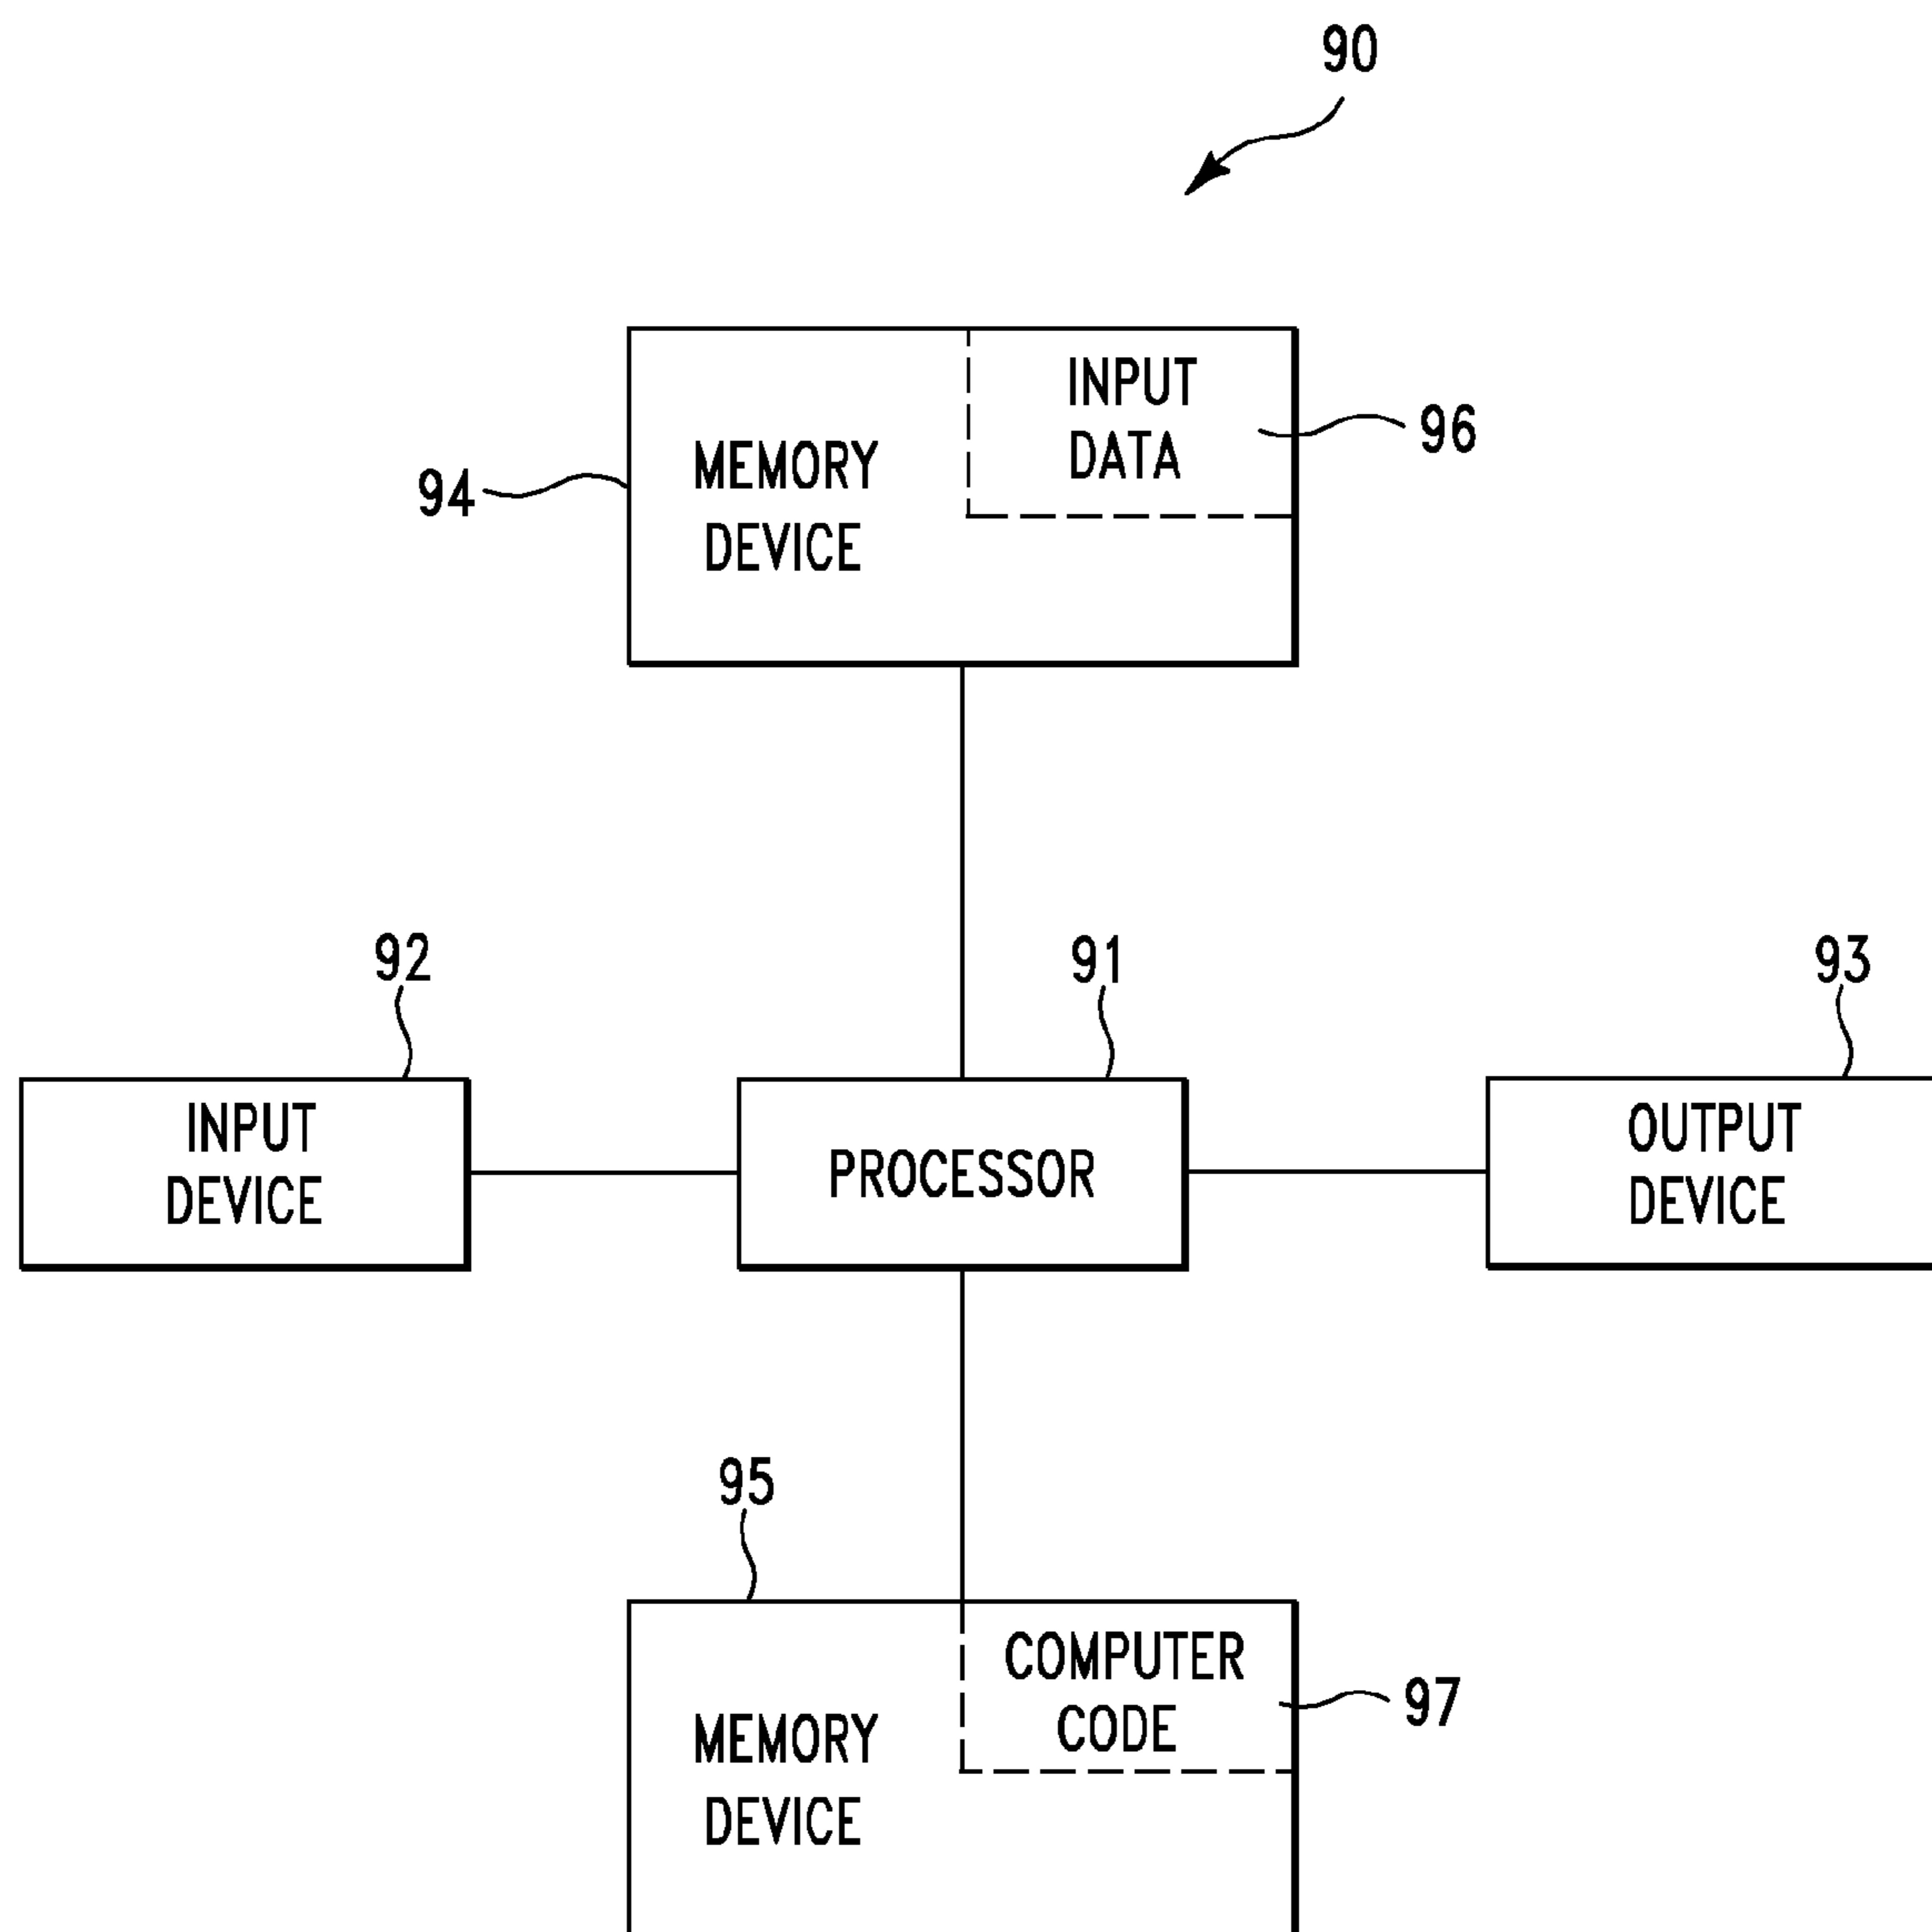 90
INPUT
DATA
96
MEMORY
DEVICE
94
92
91
93
INPUT
DEVICE
PROCESSOR
OUTPUT
DEVICE
95
COMPUTER
CODE
97
MEMORY
DEVICE